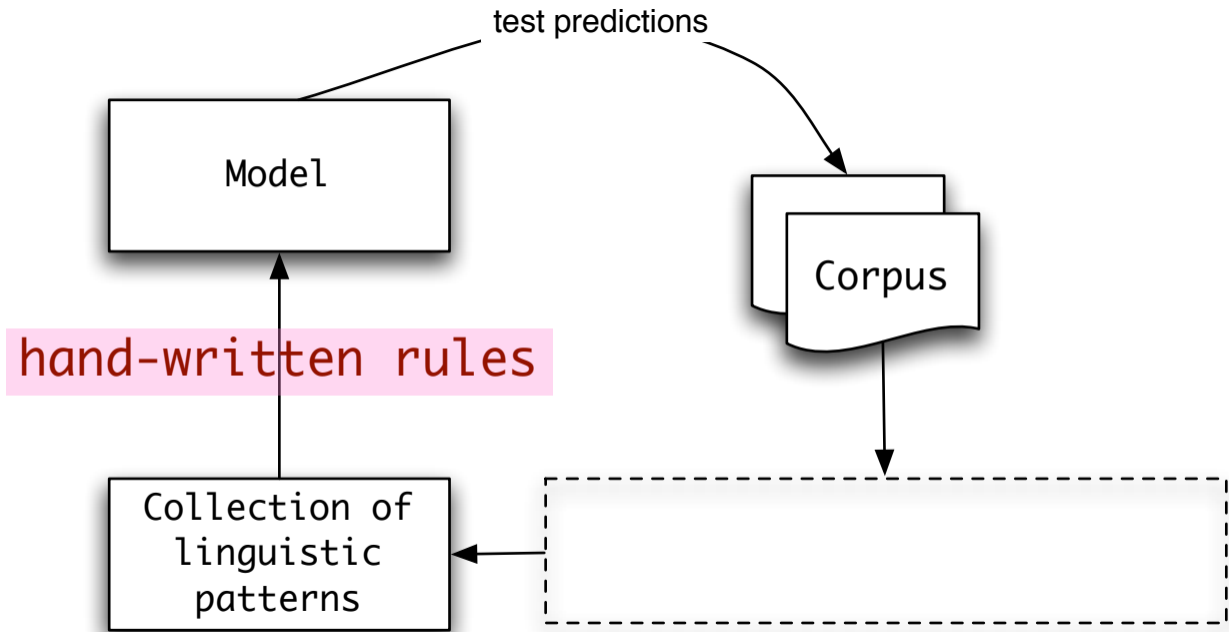 test predictions
Model
Corpus
hand-written rules
Collection of
linguistic
patterns